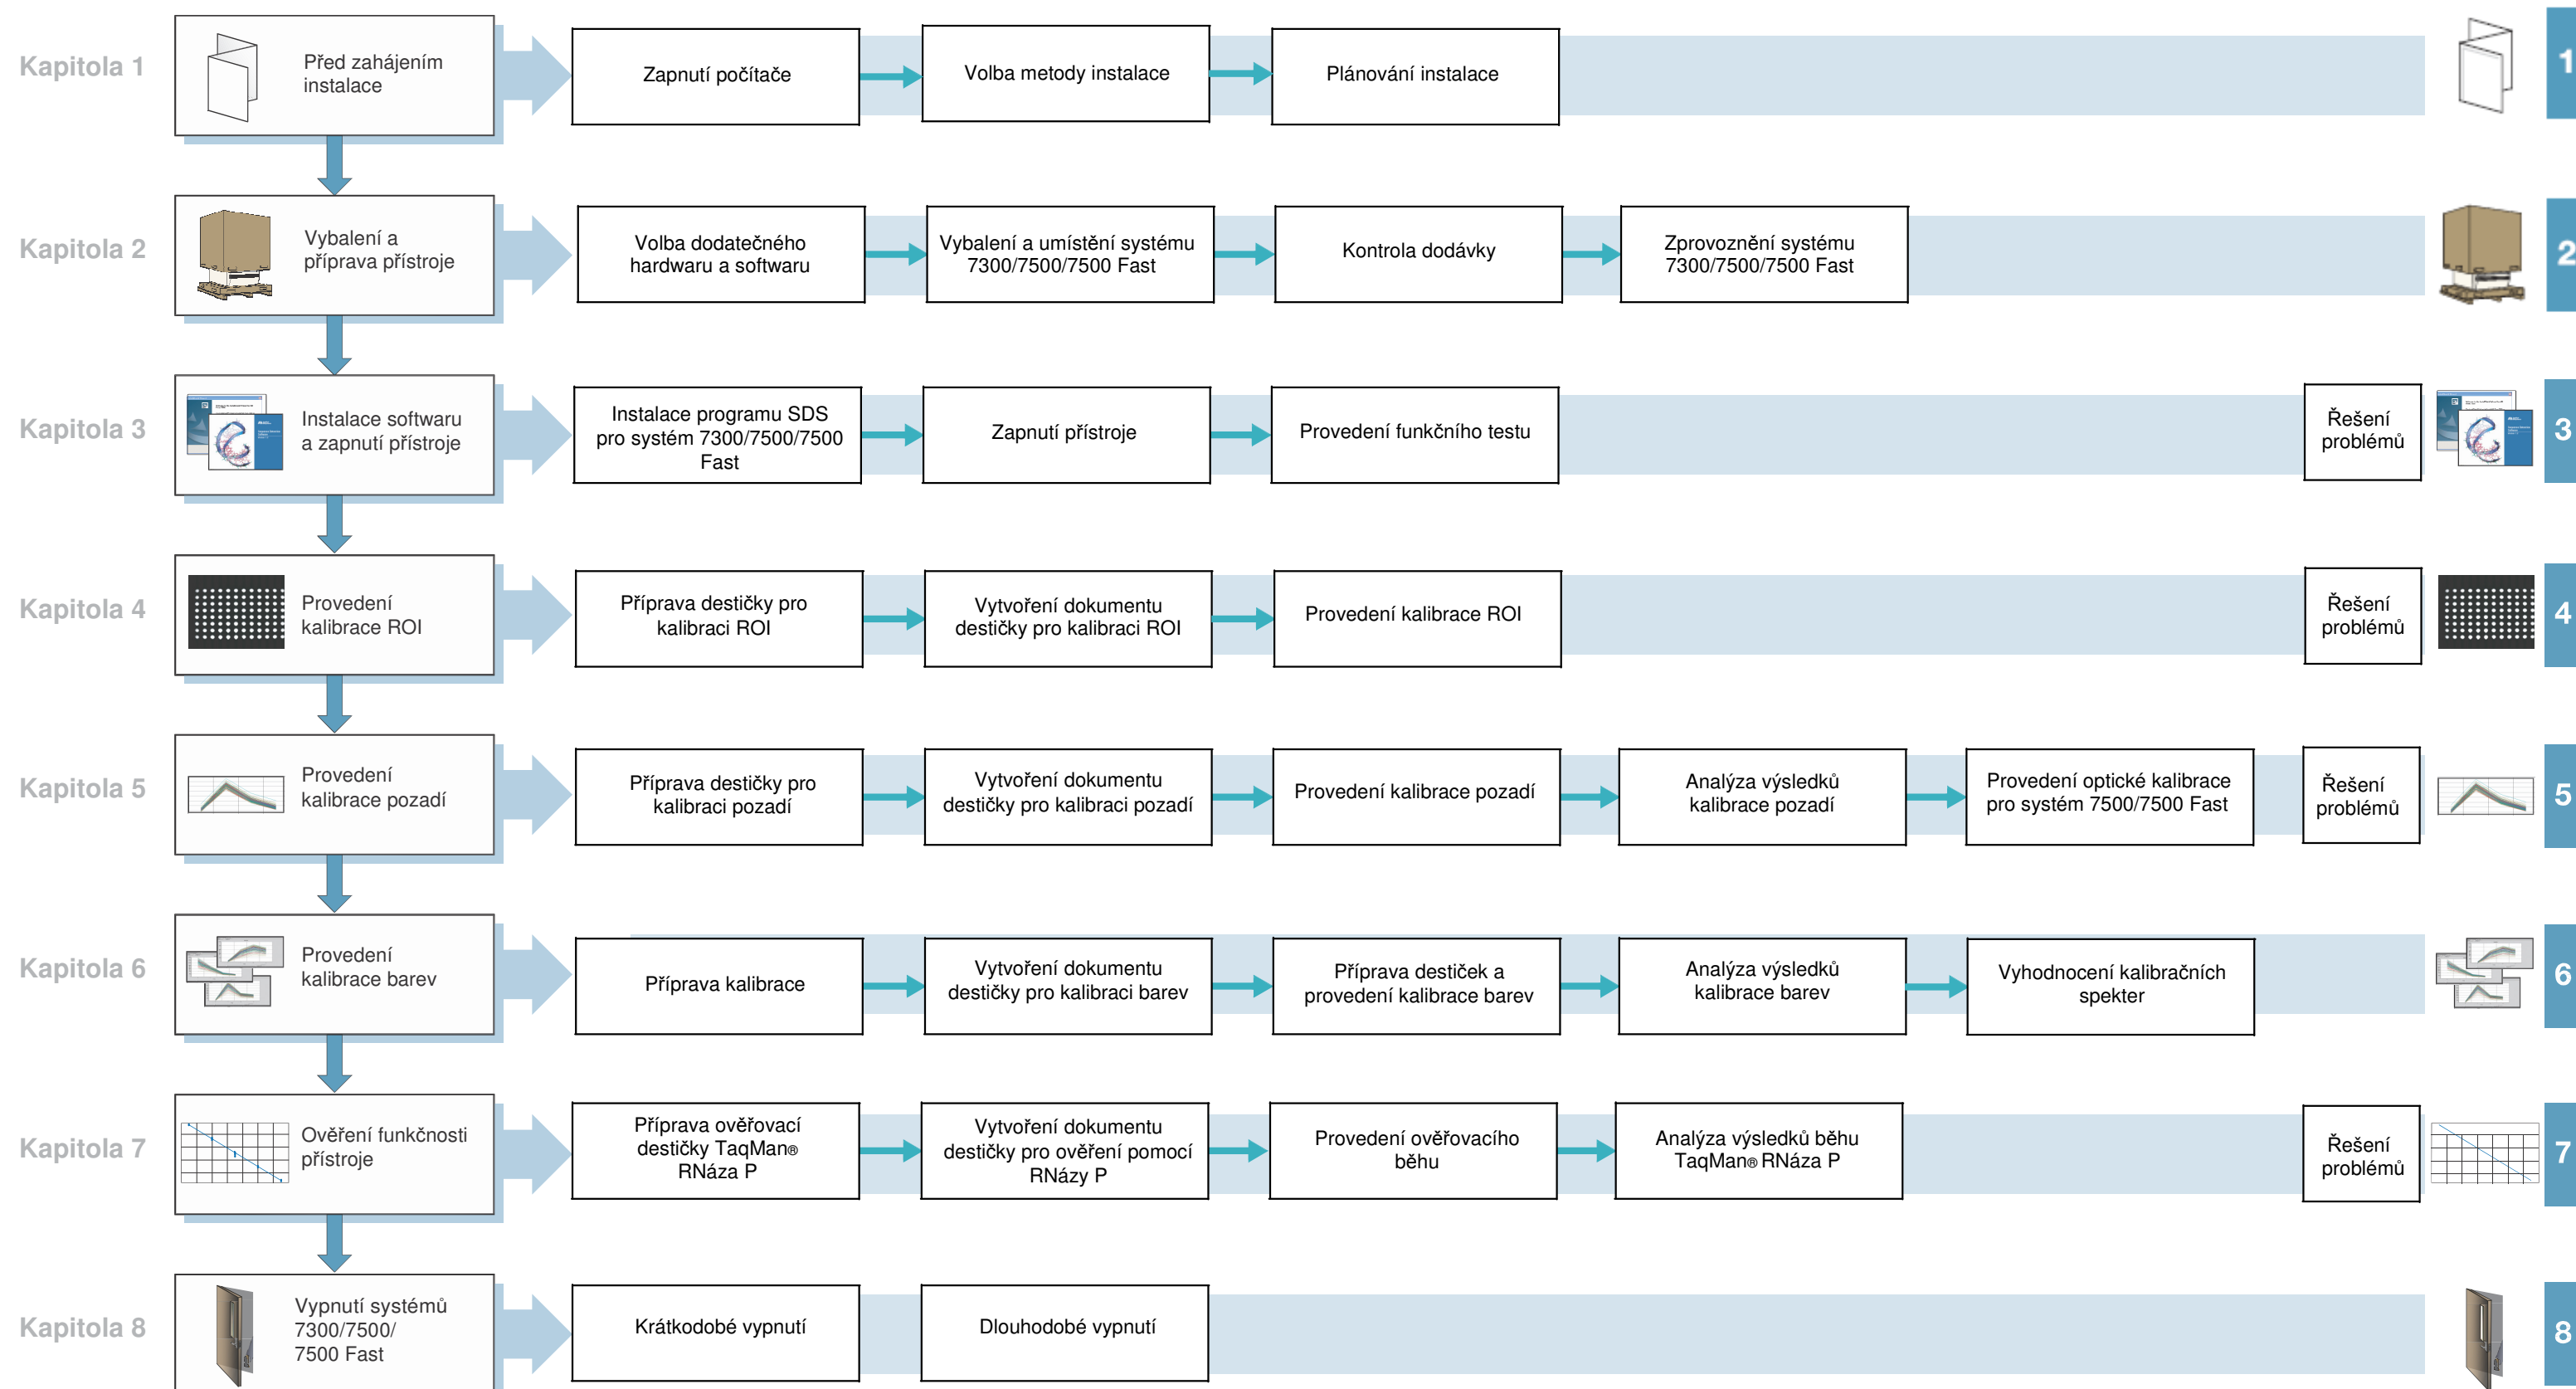 Kapitola 1
Před zahájením
instalace
Zapnutí počítače
Volba metody instalace
Plánování instalace
1
Kapitola 2
Vybalení a
příprava přístroje
Volba dodatečného
hardwaru a softwaru
Vybalení a umístění systému
7300/7500/7500 Fast
Kontrola dodávky
Zprovoznění systému
7300/7500/7500 Fast
2
Kapitola 3
Instalace softwaru
a zapnutí přístroje
Instalace programu SDS
pro systém 7300/7500/7500
Fast
Zapnutí přístroje
Provedení funkčního testu
Řešení
problémů
3
Kapitola 4
Provedení
kalibrace ROI
Příprava destičky pro
kalibraci ROI
Vytvoření dokumentu
destičky pro kalibraci ROI
Provedení kalibrace ROI
Řešení
problémů
4
Kapitola 5
Provedení
kalibrace pozadí
Příprava destičky pro
kalibraci pozadí
Vytvoření dokumentu
destičky pro kalibraci pozadí
Provedení kalibrace pozadí
Analýza výsledků
kalibrace pozadí
Provedení optické kalibrace
pro systém 7500/7500 Fast
Řešení
problémů
5
Kapitola 6
Provedení
kalibrace barev
Příprava kalibrace
Vytvoření dokumentu
destičky pro kalibraci barev
Příprava destiček a
provedení kalibrace barev
Analýza výsledků
kalibrace barev
Vyhodnocení kalibračních
spekter
6
Kapitola 7
Ověření funkčnosti
přístroje
Příprava ověřovací
destičky TaqMan®
RNáza P
Vytvoření dokumentu
destičky pro ověření pomocí
RNázy P
Provedení ověřovacího
běhu
Analýza výsledků běhu
TaqMan® RNáza P
Řešení
problémů
7
Kapitola 8
Vypnutí systémů
7300/7500/
7500 Fast
Krátkodobé vypnutí
Dlouhodobé vypnutí
8